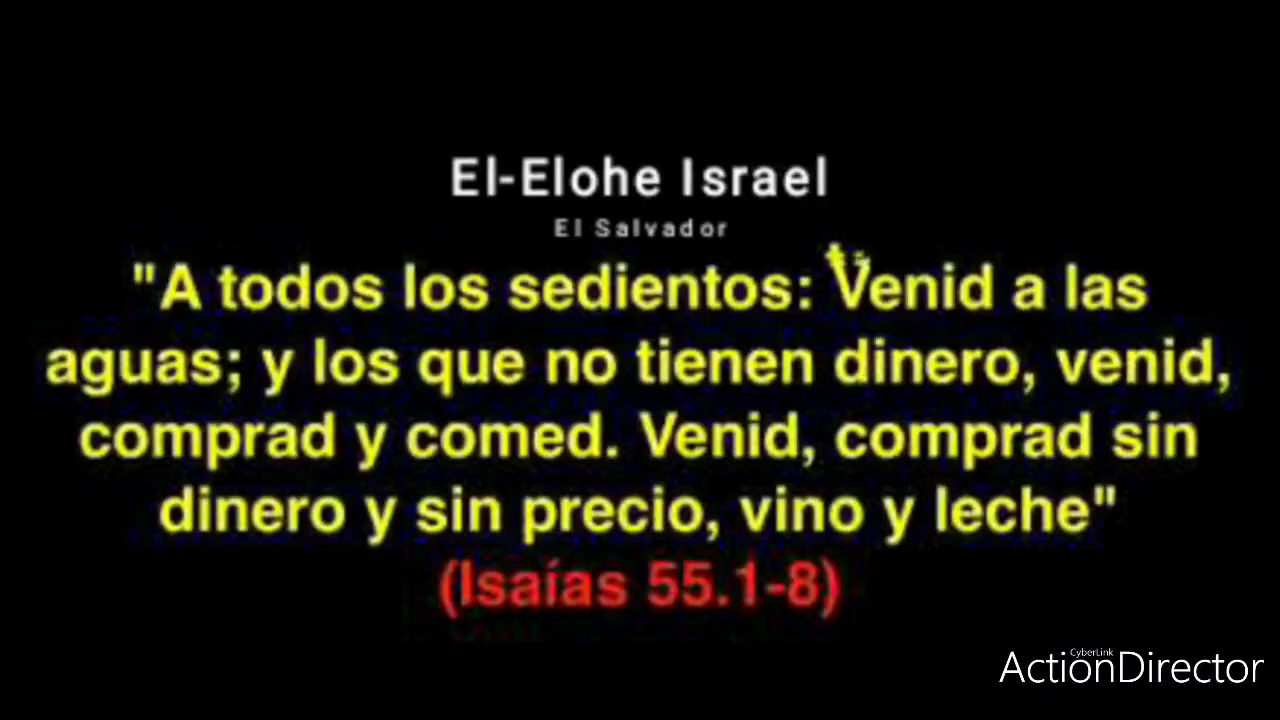 El-Elohe Israel
El Salvador
"A todos los sedientos: Venid a las
aguas; y los que no tienen dinero, venid,
comprad y comed. Venid, comprad sin
dinero y sin precio, vino y leche"
(Isaías 55.1-8)
CyberLink
ActionDirector